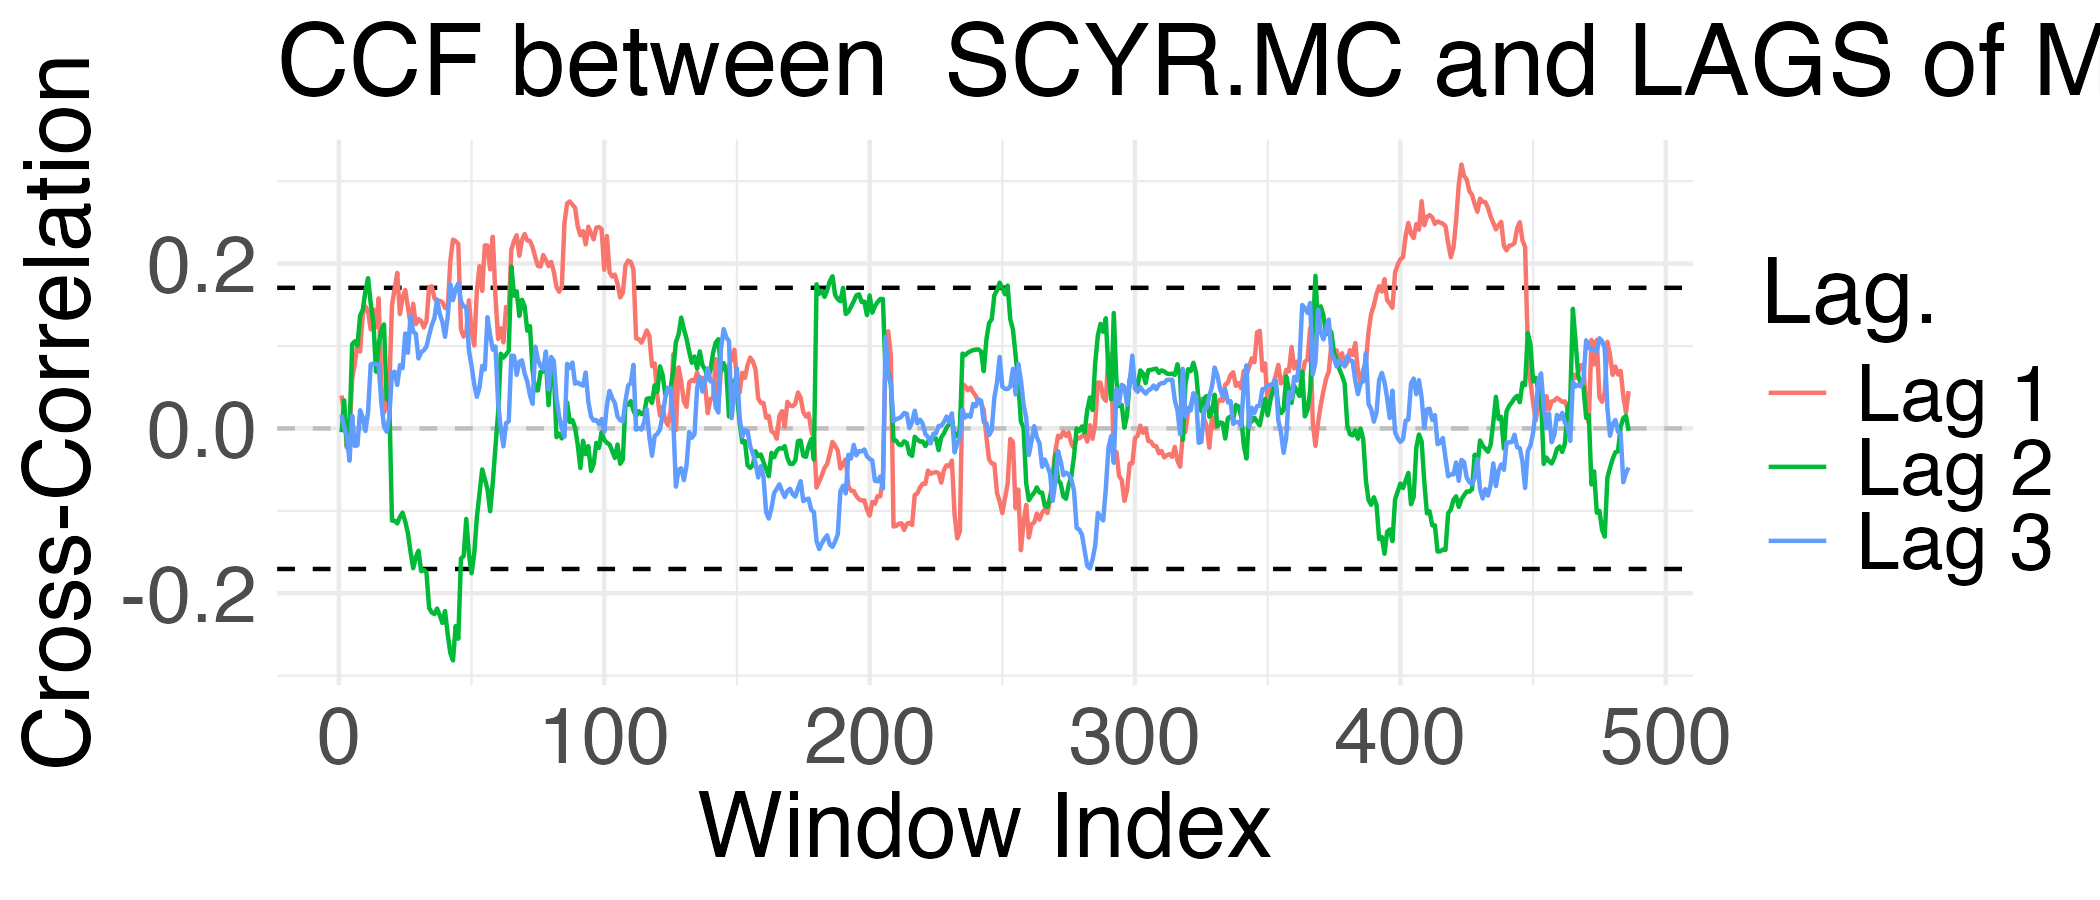 CCF between  SCYR.MC and LAGS of M
Cross-Correlation
0.2
0.0
-0.2
0
100
200
300
400
500
Window Index
Lag.
Lag 1
Lag 2
Lag 3